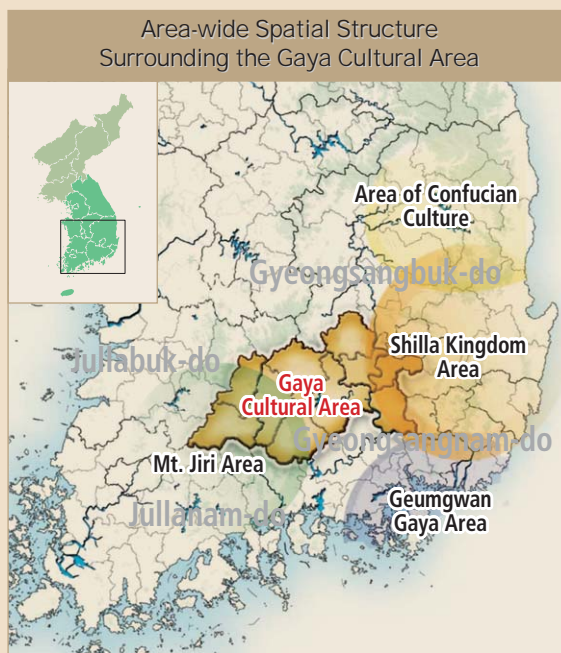 Area-wide Spatial Structure
Surrounding the Gaya Cultural Area
Area of Confucian
Culture
Gyeongsangbuk-do
Shilla Kingdom
Area
Jullabuk-do
Gaya
Cultural Area
Gyeongsangnam-do
Mt. Jiri Area
Geumgwan
Gaya Area
Jullanam-do